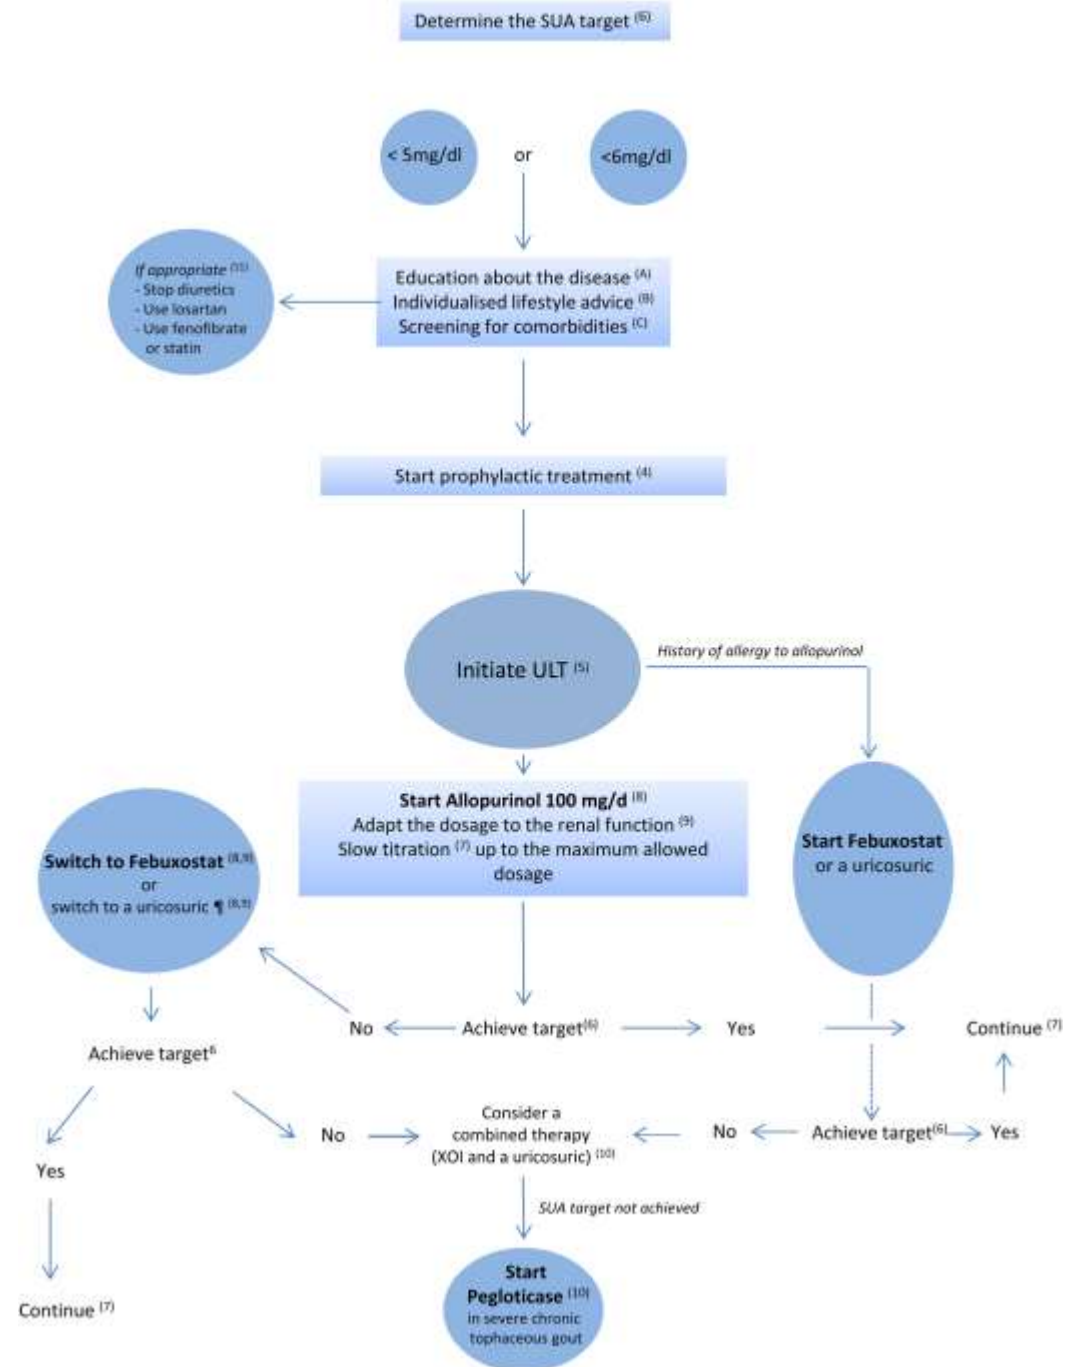 Determine the SUA target (6)
< 5mg/dl or <6mg/dl
If appropriate (11)
- Stop diuretics
- Use losartan
- Use fenofibrate
or statin
Education about the disease (A)
Individualised lifestyle advice (B)
Screening for comorbidities (C)
Start prophylactic treatment (4)
Initiate ULT (5)
History of allergy to allopurinol
Start Allopurinol 100 mg/d (8)
Adapt the dosage to the renal function (9)
Slow titration (7) up to the maximum allowed
dosage
Switch to Febuxostat (8,9)
or
switch to a uricosuric ¶ (8,9)
Start Febuxostat
or a uricosuric
No Achieve target(6) Yes Continue (7)
Achieve target6
Yes
Continue (7)
No
Consider a
combined therapy
(XOI and a uricosuric) (10)
No Achieve target(6) Yes
SUA target not achieved
Start
Pegloticase (10)
in severe chronic
tophaceous gout